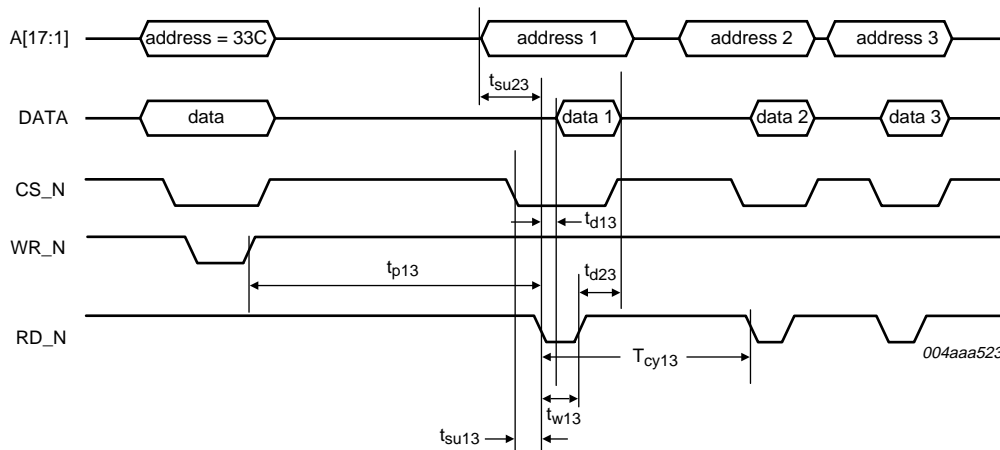 A[17:1] address = 33C address 1 address 2 address 3
tsu23
DATA data data 1 data 2 data 3
CS_N
td13
WR_N
tp13 td23
RD_N
Tcy13 004aaa523
tw13
tsu13